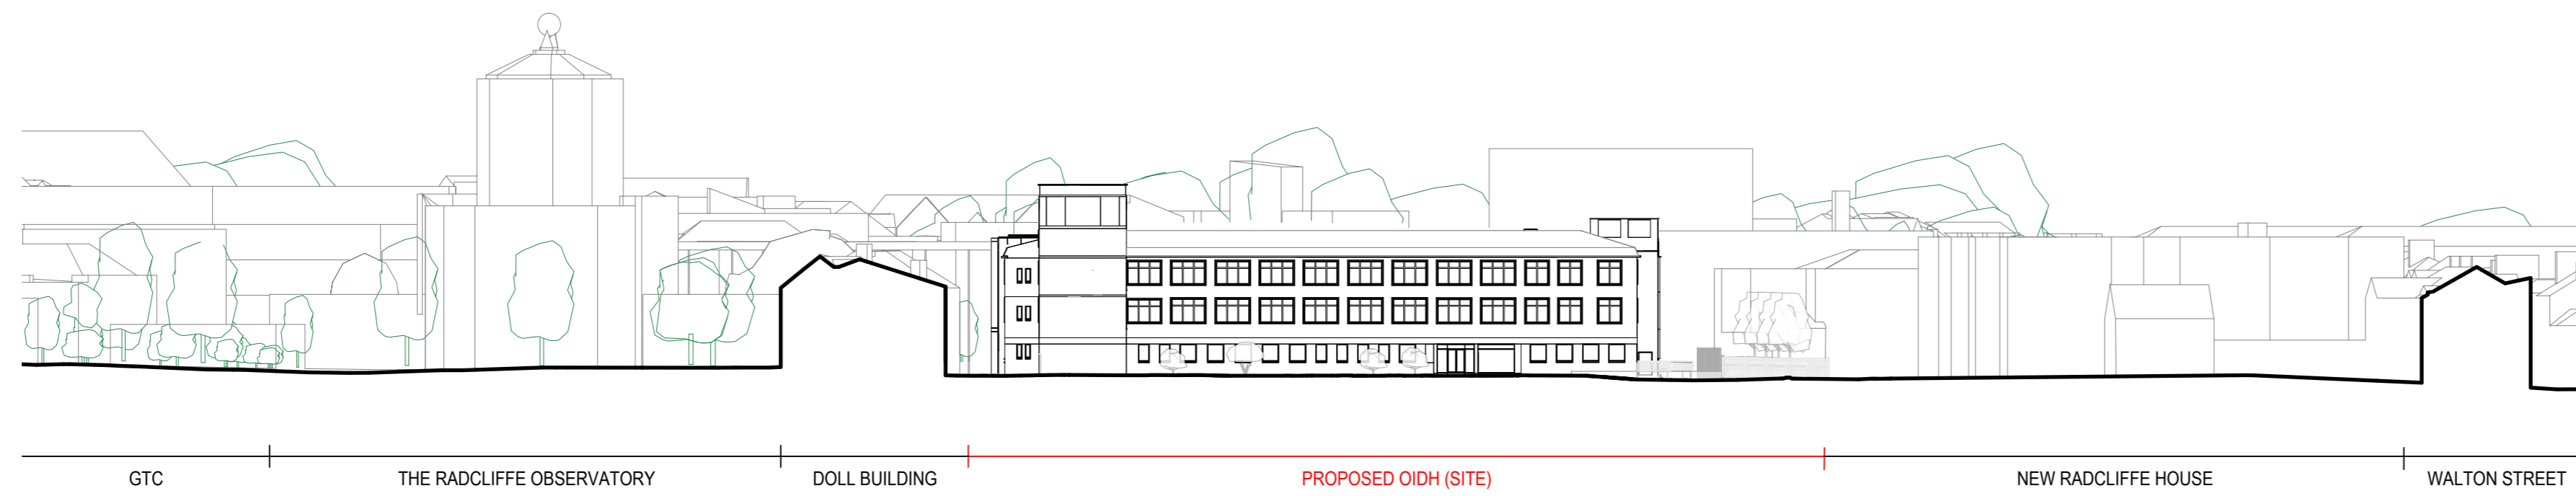 GTC
THE RADCLIFFE OBSERVATORY
DOLL BUILDING
PROPOSED OIDH (SITE)
NEW RADCLIFFE HOUSE
WALTON STREET